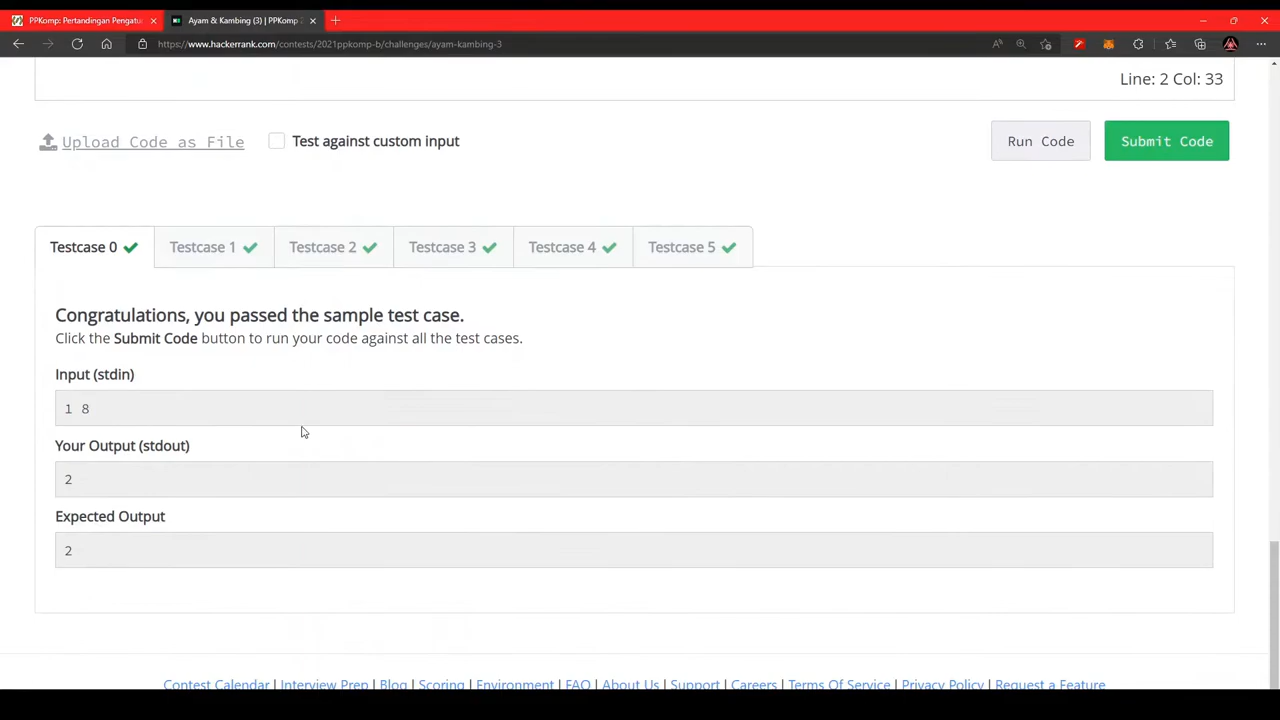 PPKomp: Pertandingan Pengatu
Ayam & Kambing (3) | PPKomp
https://www.hackerrank.com/contests/2021ppkomp-b/challenges/ayam-kambing-3
Line: 2 Col: 33
Upload Code as File
Test against custom input
Run Code
Submit Code
Testcase 0
Testcase 1
Testcase 2
Testcase 3
Testcase 4
Testcase 5
Congratulations, you passed the sample test case.
Click the Submit Code button to run your code against all the test cases.
Input (stdin)
1 8
Your Output (stdout)
2
Expected Output
2
Contest Calendar | Interview Prep | Blog | Scoring | Environment | FAQ | About Us | Support | Careers | Terms Of Service | Privacy Policy | Request a Feature